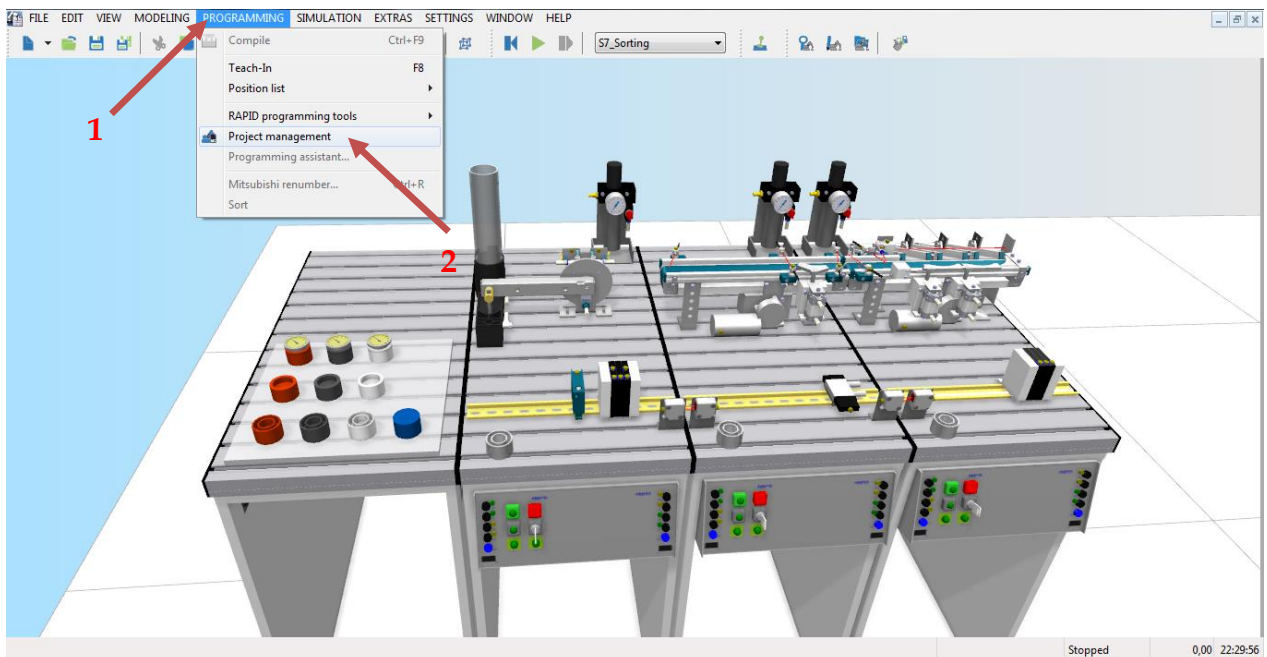 FILE EDIT VIEW MODELING PROGRAMMING SIMULATION EXTRAS SETTINGS WINDOW HELP
S7_Sorting
Compile Ctrl+F9
Teach-In F8
Position list
RAPID programming tools
Project management
Programming assistant...
Mitsubishi renumber... Ctrl+R
Sort
1
2
Stopped 0,00 22:29:56